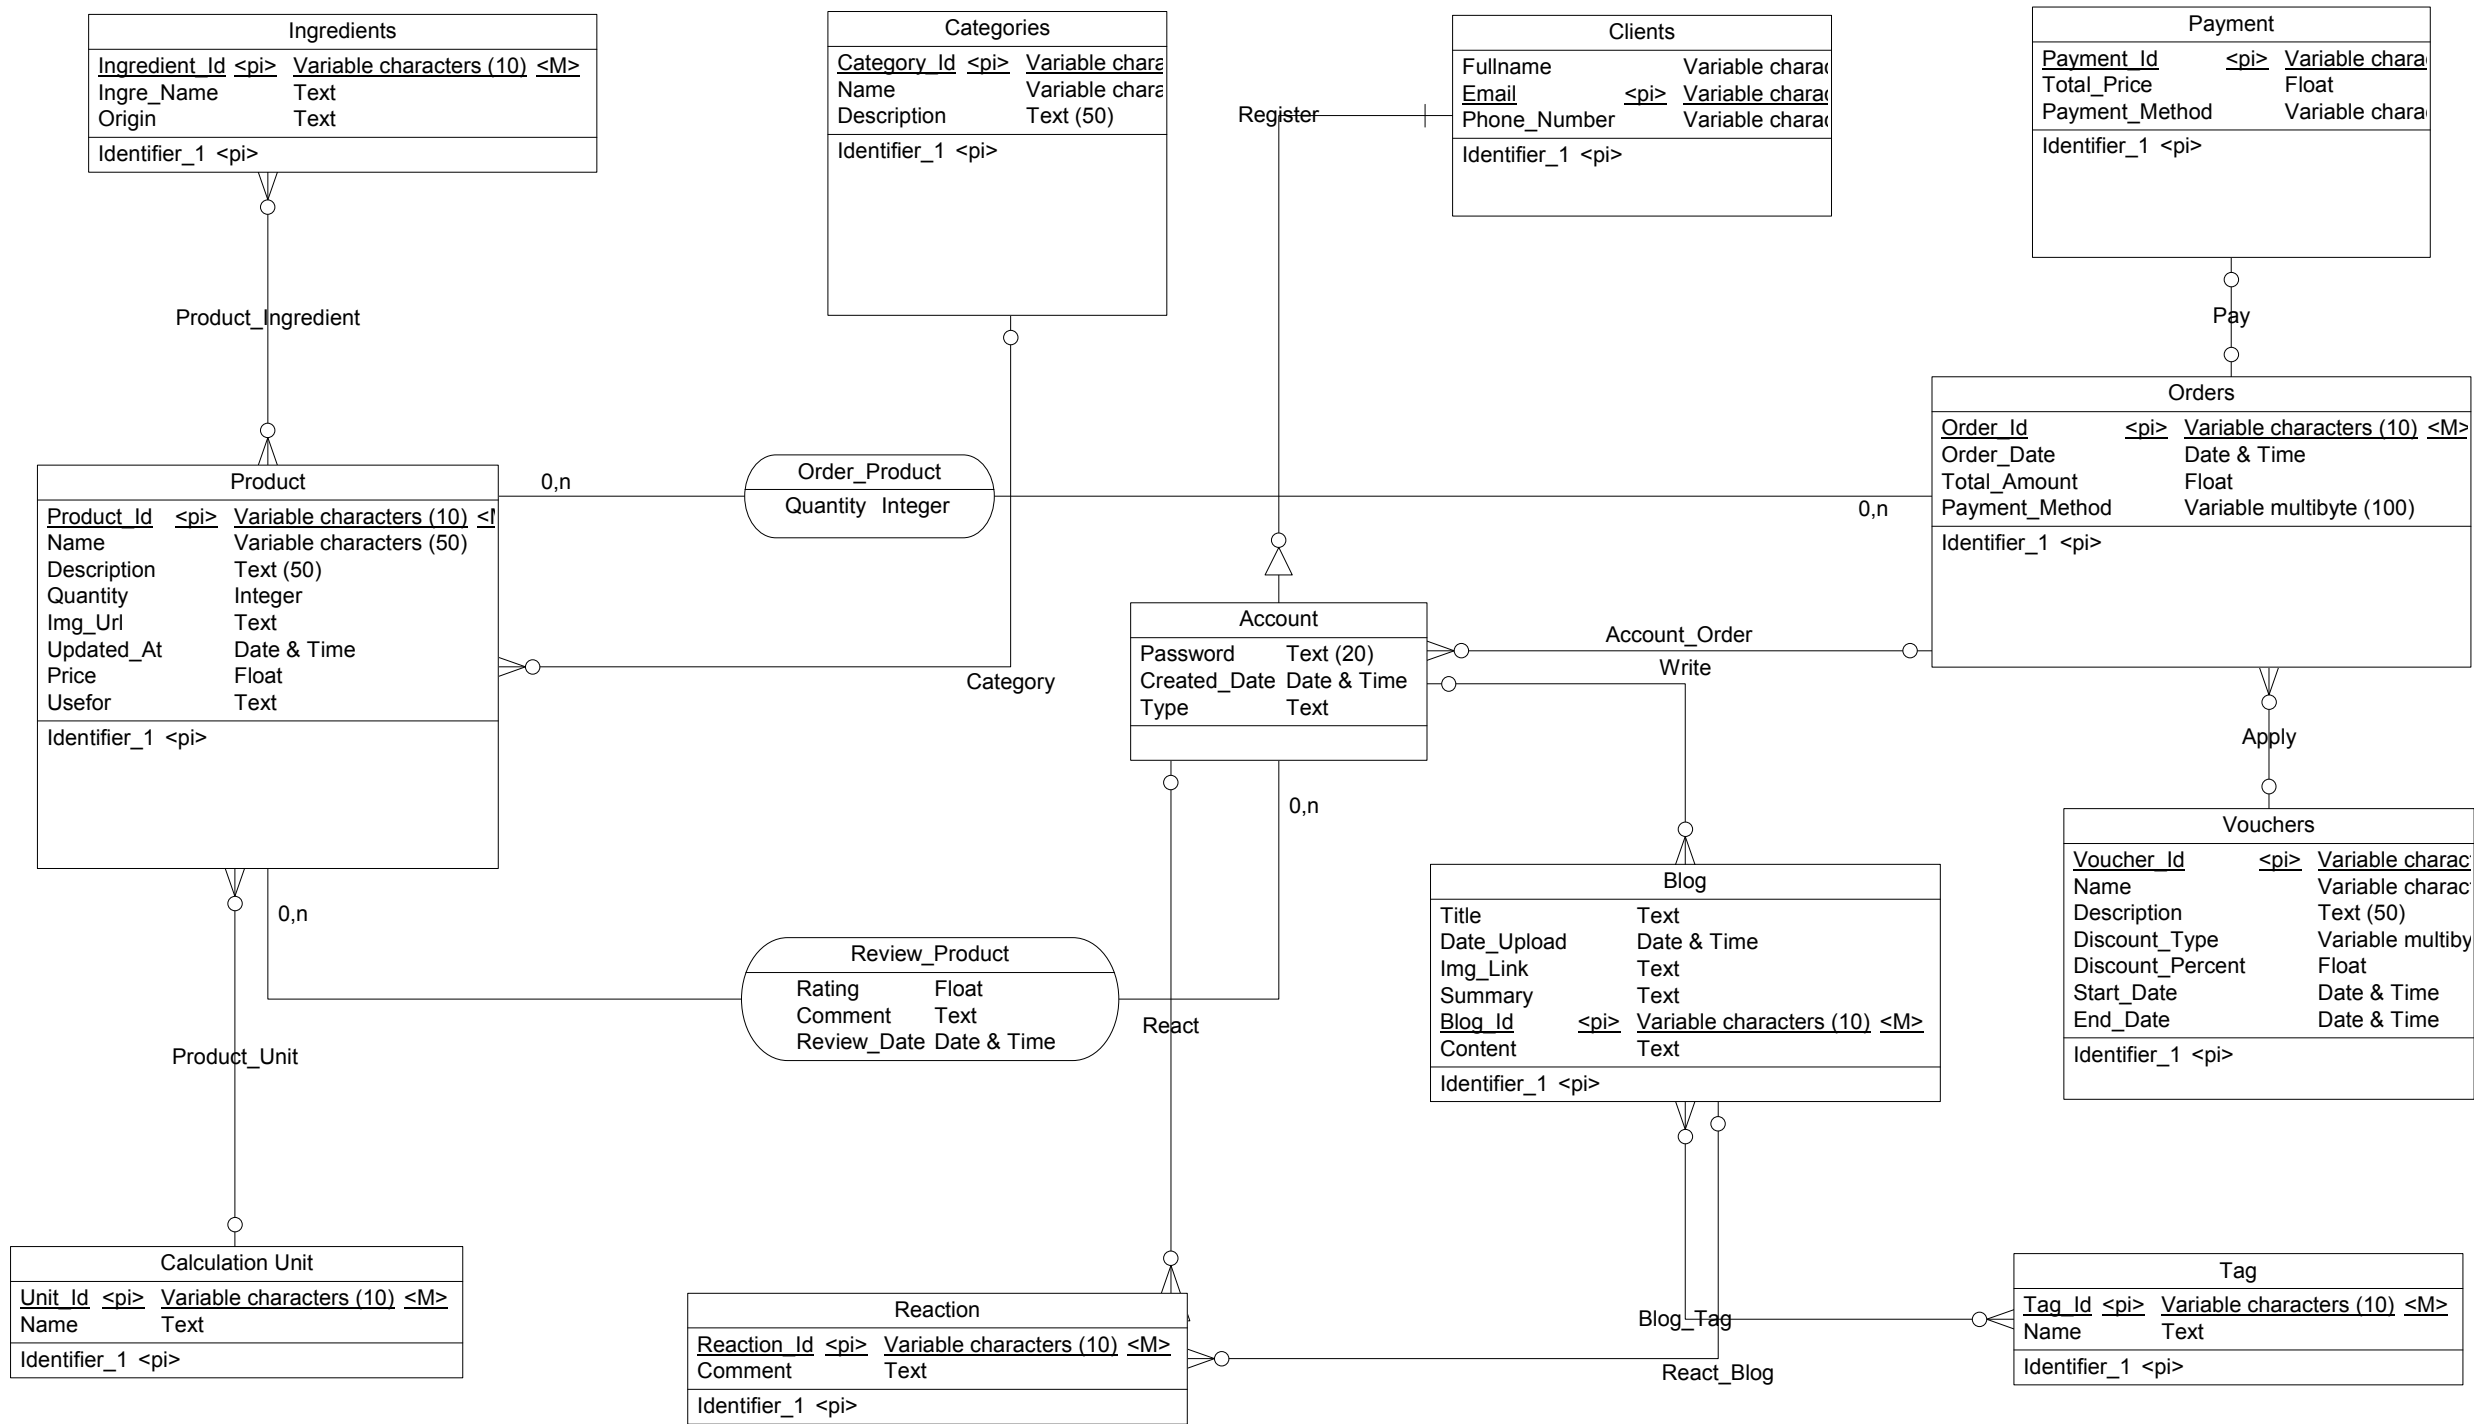 Ingredients
Ingredient_Id <pi> Variable characters (10) <M>
Ingre_Name Text
Origin Text
Identifier_1 <pi>
Categories
Category_Id <pi> Variable chara
Name Variable chara
Description Text (50)
Identifier_1 <pi>
Clients
Fullname Variable charac
Email <pi> Variable charac
Phone_Number Variable charac
Identifier_1 <pi>
Payment
Payment_Id <pi> Variable chara
Total_Price Float
Payment_Method Variable chara
Identifier_1 <pi>
Register
Product_Ingredient
Pay
Orders
Order_Id <pi> Variable characters (10) <M>
Order_Date Date & Time
Total_Amount Float
Payment_Method Variable multibyte (100)
Identifier_1 <pi>
Product
Product_Id <pi> Variable characters (10) <M
Name Variable characters (50)
Description Text (50)
Quantity Integer
Img_Url Text
Updated_At Date & Time
Price Float
Usefor Text
Identifier_1 <pi>
0,n
Order_Product
Quantity Integer
0,n
Category
Account
Password Text (20)
Created_Date Date & Time
Type Text
Account_Order
Write
Apply
0,n
0,n
Vouchers
Voucher_Id <pi> Variable charac
Name Variable charac
Description Text (50)
Discount_Type Variable multiby
Discount_Percent Float
Start_Date Date & Time
End_Date Date & Time
Identifier_1 <pi>
Blog
Title Text
Date_Upload Date & Time
Img_Link Text
Summary Text
Blog_Id <pi> Variable characters (10) <M>
Content Text
Identifier_1 <pi>
Review_Product
Rating Float
Comment Text
Review_Date Date & Time
React
Product_Unit
Calculation Unit
Unit_Id <pi> Variable characters (10) <M>
Name Text
Identifier_1 <pi>
Reaction
Reaction_Id <pi> Variable characters (10) <M>
Comment Text
Identifier_1 <pi>
Blog_Tag
React_Blog
Tag
Tag_Id <pi> Variable characters (10) <M>
Name Text
Identifier_1 <pi>